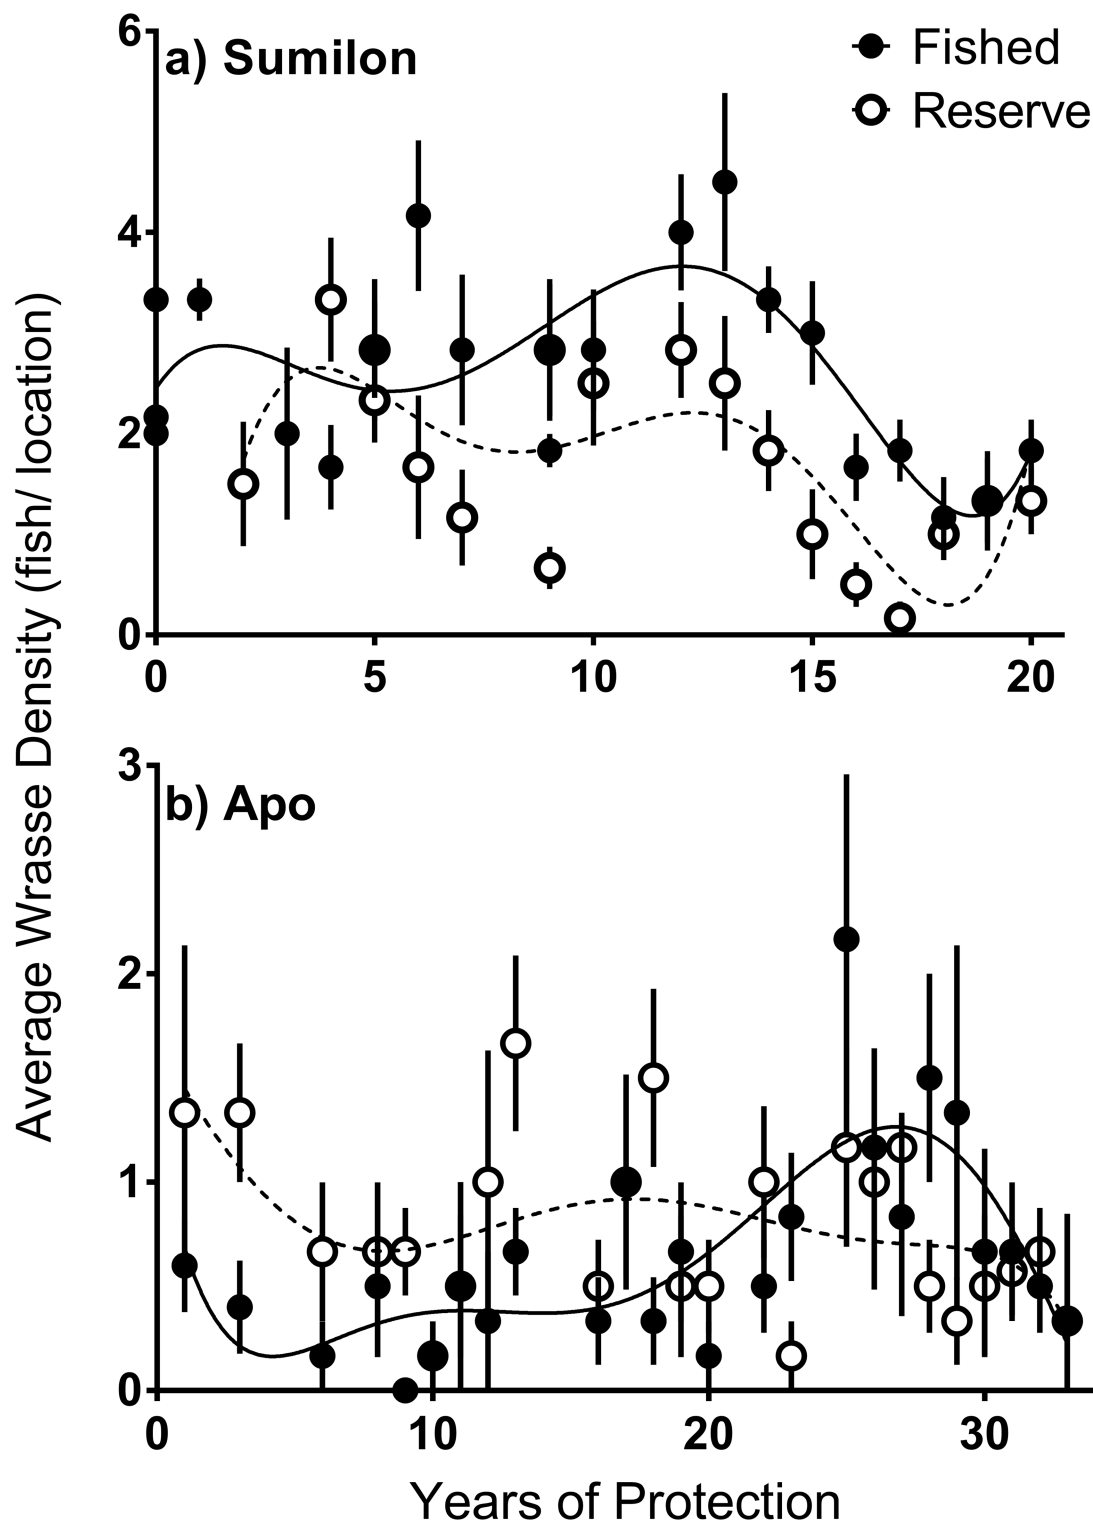 6
a) Sumilon
Fished
Reserve
4
2
0
0 5 10 15 20
Average Wrasse Density (fish/ location)
3
b) Apo
2
1
0
0 10 20 30
Years of Protection